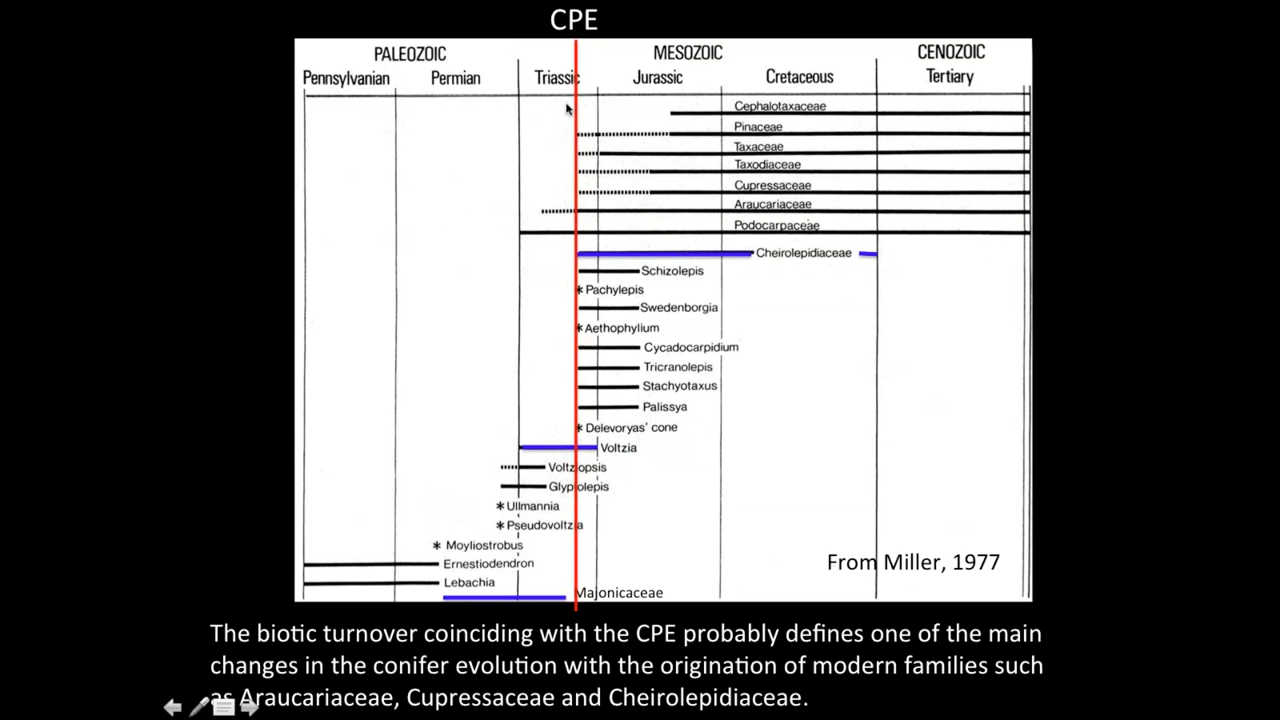 CPE
PALEOZOIC MESOZOIC CENOZOIC
Pennsylvanian Permian Triassic Jurassic Cretaceous Tertiary
Cephalotaxaceae
Pinaceae
Taxaceae
Taxodiaceae
Cupressaceae
Araucariaceae
Podocarpaceae
Cheirolepidiaceae
Schizolepis
* Pachylepis
Swedenborgia
* Aethophylium
Cycadocarpidium
Tricranolepis
Stachyotaxus
Palissya
* Delevoryas' cone
Voltzia
Voltziopsis
Glyptolepis
* Ullmannia
* Pseudovoltzia
* Moyliostrobus
Ernestiodendron
Lebachia
Majonicaceae
From Miller, 1977
The biotic turnover coinciding with the CPE probably defines one of the main
changes in the conifer evolution with the origination of modern families such
as Araucariaceae, Cupressaceae and Cheirolepidiaceae.